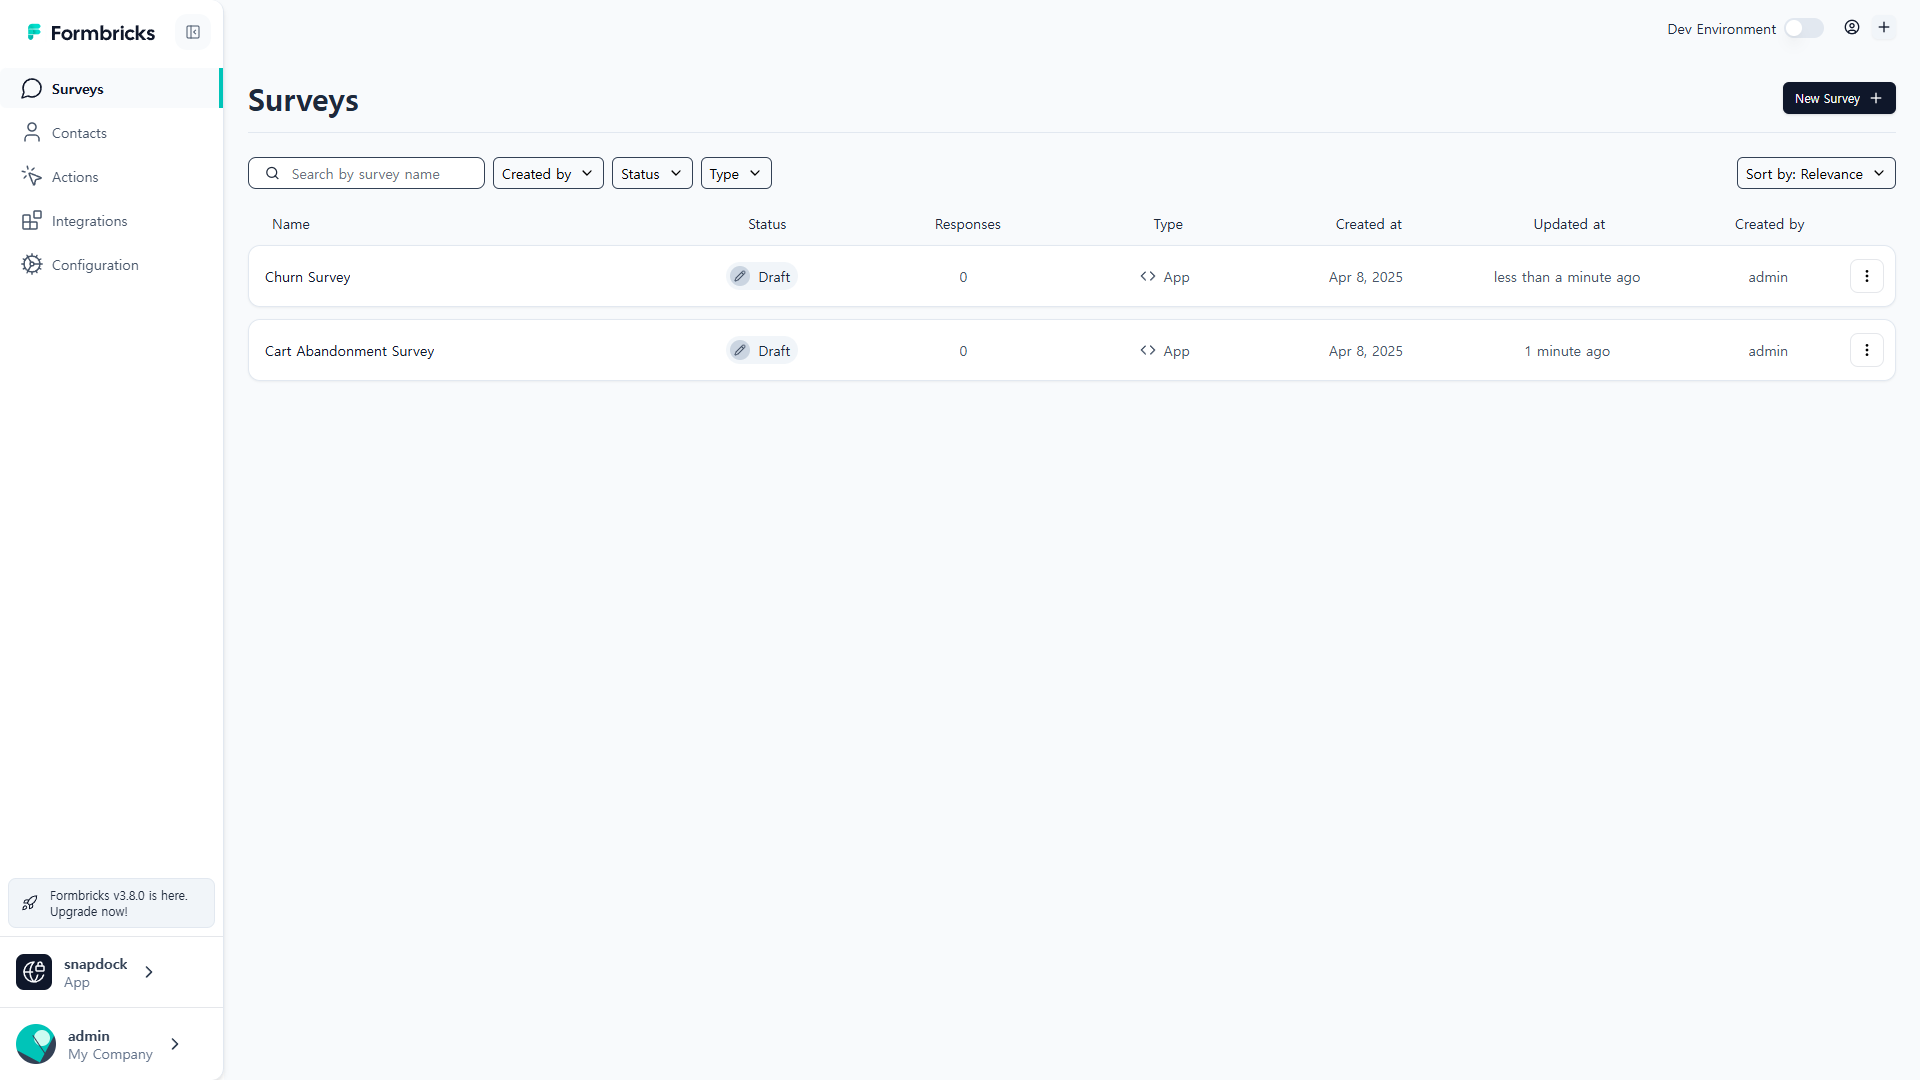 Formbricks
Dev Environment
Surveys
Contacts
Actions
Integrations
Configuration
Surveys
New Survey
Search by survey name
Created by
Status
Type
Sort by: Relevance
Name Status Responses Type Created at Updated at Created by
Churn Survey Draft 0 App Apr 8, 2025 less than a minute ago admin
Cart Abandonment Survey Draft 0 App Apr 8, 2025 1 minute ago admin
Formbricks v3.8.0 is here.
Upgrade now!
snapdock
App
admin
My Company